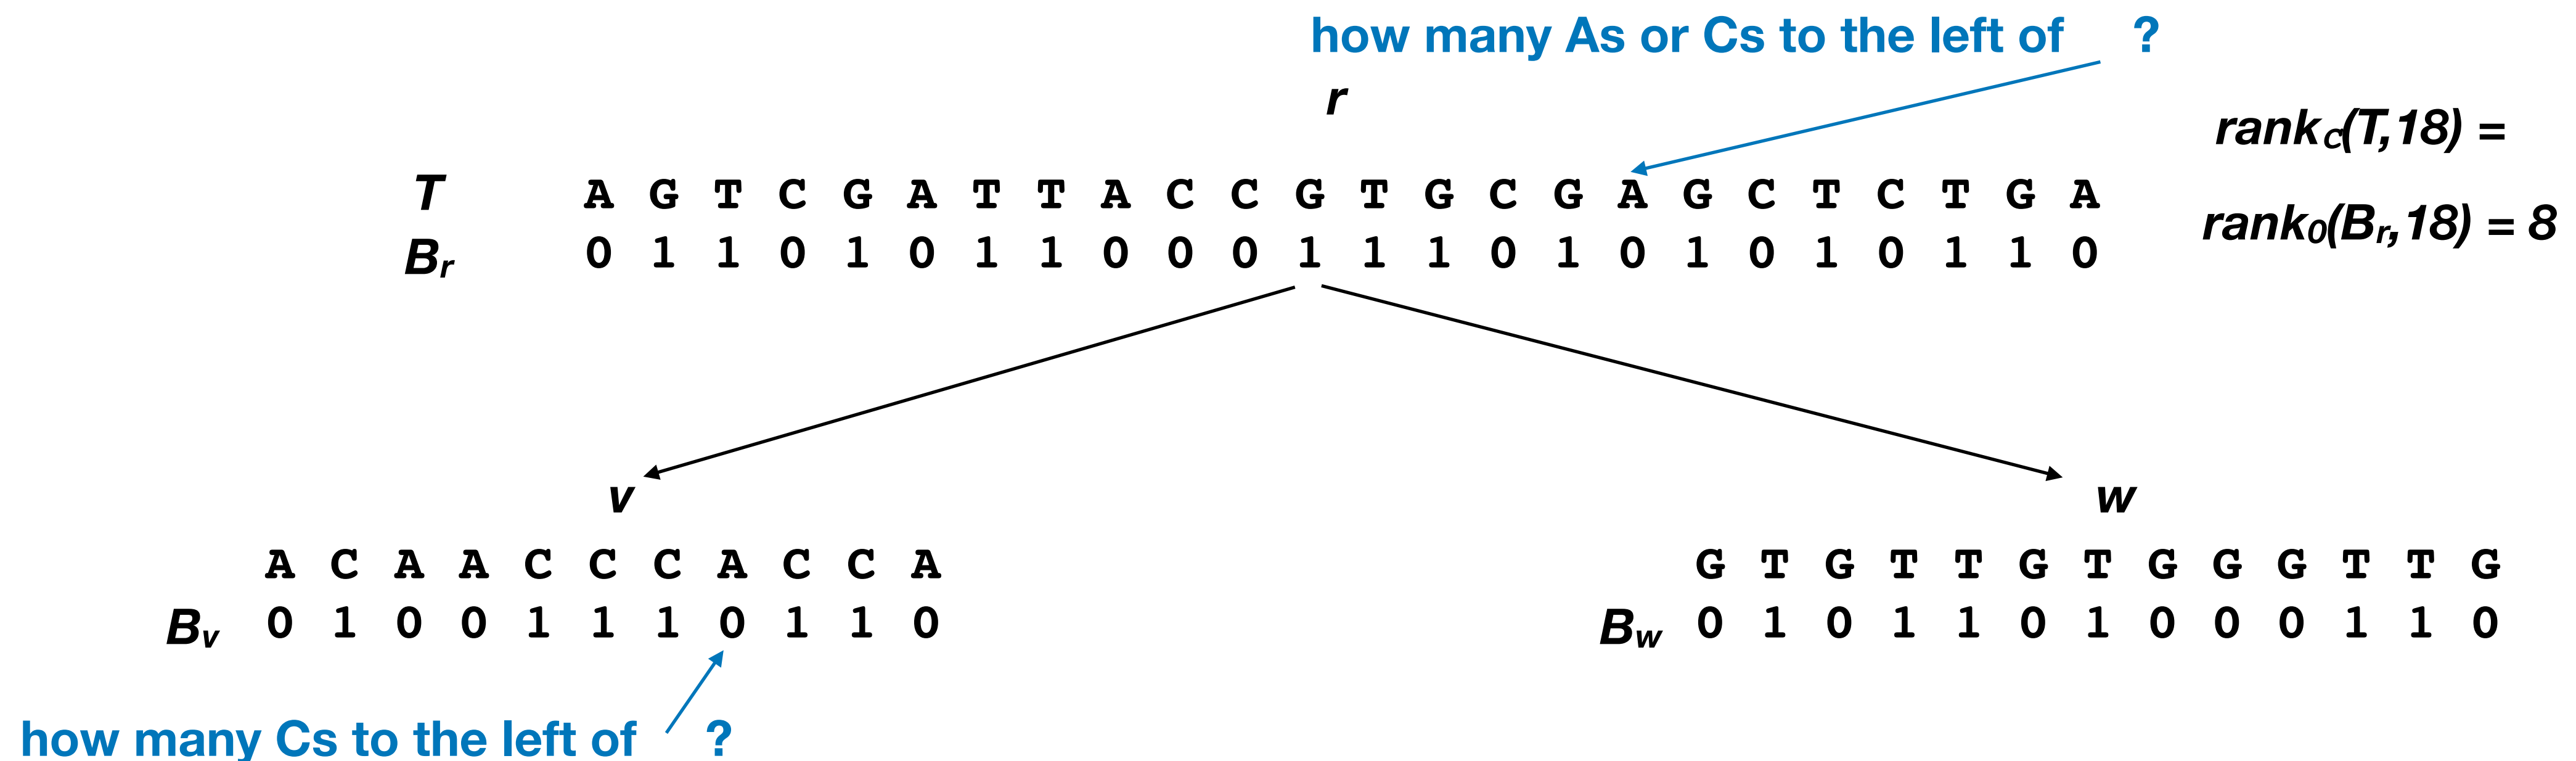 how many As or Cs to the left of ?
r
rankC(T,18) =
T A G T C G A T T A C C G T G C G A G C T C T G A
rank0(Br,18) = 8
Br 0 1 1 0 1 0 1 1 0 0 0 1 1 1 0 1 0 1 0 1 0 1 1 0
v
w
A C A A C C C A C C A
G T G T T G T G G G T T G
Bv 0 1 0 0 1 1 1 0 1 1 0
Bw 0 1 0 1 1 0 1 0 0 0 1 1 0
how many Cs to the left of ?